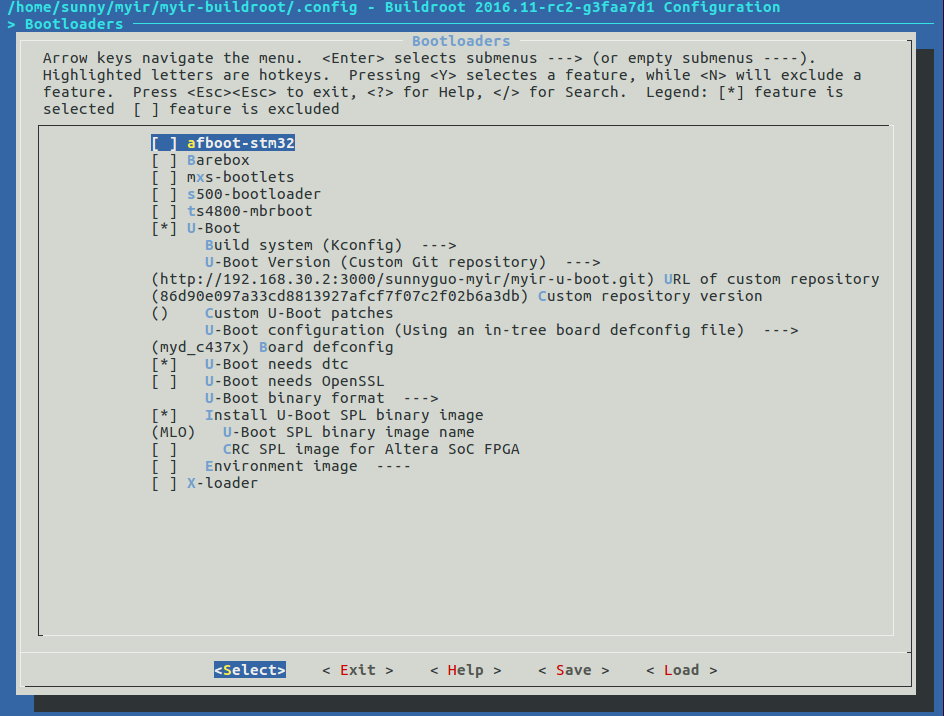 /home/sunny/myir/myir-buildroot/.config - Buildroot 2016.11-rc2-g3faa7d1 Configuration
> Bootloaders
Bootloaders
Arrow keys navigate the menu.  <Enter> selects submenus ---> (or empty submenus ----).
Highlighted letters are hotkeys.  Pressing <Y> selectes a feature, while <N> will exclude a
feature.  Press <Esc><Esc> to exit, <?> for Help, </> for Search.  Legend: [*] feature is
selected  [ ] feature is excluded
[ ] afboot-stm32
[ ] Barebox
[ ] mxs-bootlets
[ ] s500-bootloader
[ ] ts4800-mbrboot
[*] U-Boot
Build system (Kconfig)  --->
U-Boot Version (Custom Git repository)  --->
(http://192.168.30.2:3000/sunnyguo-myir/myir-u-boot.git) URL of custom repository
(86d90e097a33cd8813927afcf7f07c2f02b6a3db) Custom repository version
()    Custom U-Boot patches
U-Boot configuration (Using an in-tree board defconfig file)  --->
(myd_c437x) Board defconfig
[*]   U-Boot needs dtc
[ ]   U-Boot needs OpenSSL
U-Boot binary format  --->
[*]   Install U-Boot SPL binary image
(MLO)   U-Boot SPL binary image name
[ ]     CRC SPL image for Altera SoC FPGA
[ ]   Environment image  ----
[ ] X-loader
<Select>    < Exit >    < Help >    < Save >    < Load >